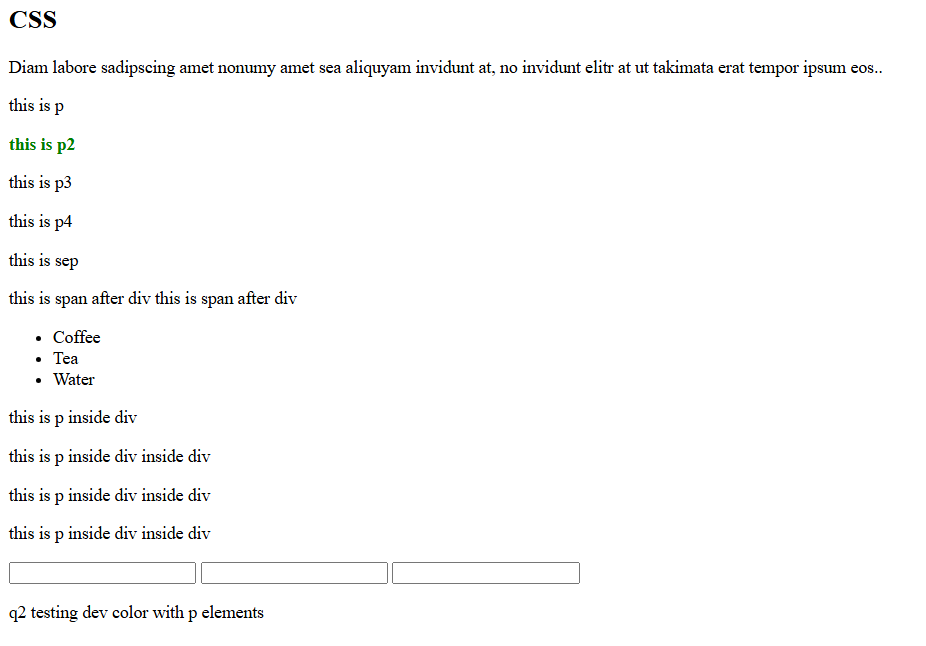 CSS
Diam labore sadipscing amet nonumy amet sea aliquyam invidunt at, no invidunt elitr at ut takimata erat tempor ipsum eos..
this is p
this is p2
this is p3
this is p4
this is sep
this is span after div this is span after div
Coffee
Tea
Water
this is p inside div
this is p inside div inside div
this is p inside div inside div
this is p inside div inside div
q2 testing dev color with p elements